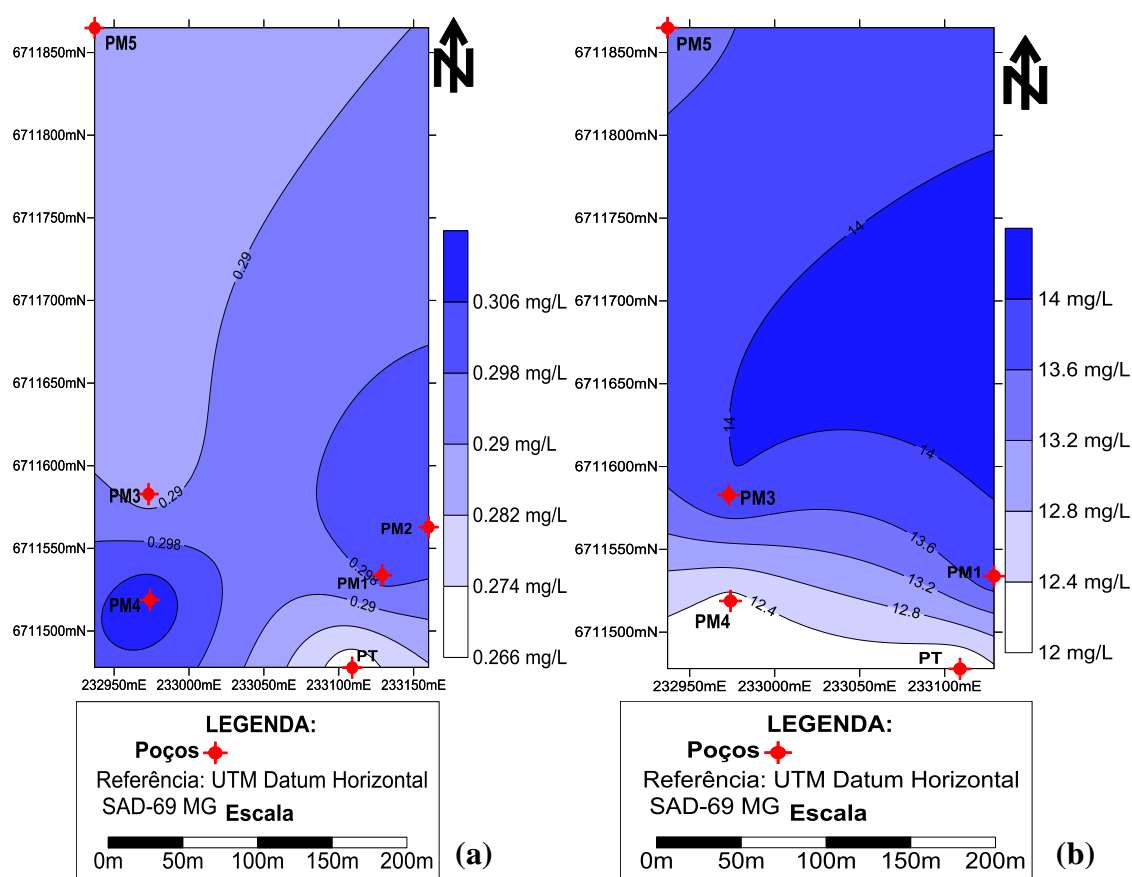 PM5
6711850mN
6711800mN
6711750mN
6711700mN
6711650mN
6711600mN
6711550mN
6711500mN
N
0.29
0.29
0.298
0.298
0.29
PM3
PM2
PM1
PM4
PT
232950mE 233000mE 233050mE 233100mE 233150mE
0.306 mg/L
0.298 mg/L
0.29 mg/L
0.282 mg/L
0.274 mg/L
0.266 mg/L
LEGENDA:
Poços
Referência: UTM Datum Horizontal
SAD-69 MG Escala
0m 50m 100m 150m 200m
(a)
PM5
6711850mN
6711800mN
6711750mN
6711700mN
6711650mN
6711600mN
6711550mN
6711500mN
N
14
14
14
13.6
13.2
12.8
12.4
PM3
PM1
PM4
PT
232950mE 233000mE 233050mE 233100mE
14 mg/L
13.6 mg/L
13.2 mg/L
12.8 mg/L
12.4 mg/L
12 mg/L
LEGENDA:
Poços
Referência: UTM Datum Horizontal
SAD-69 MG Escala
0m 50m 100m 150m 200m
(b)